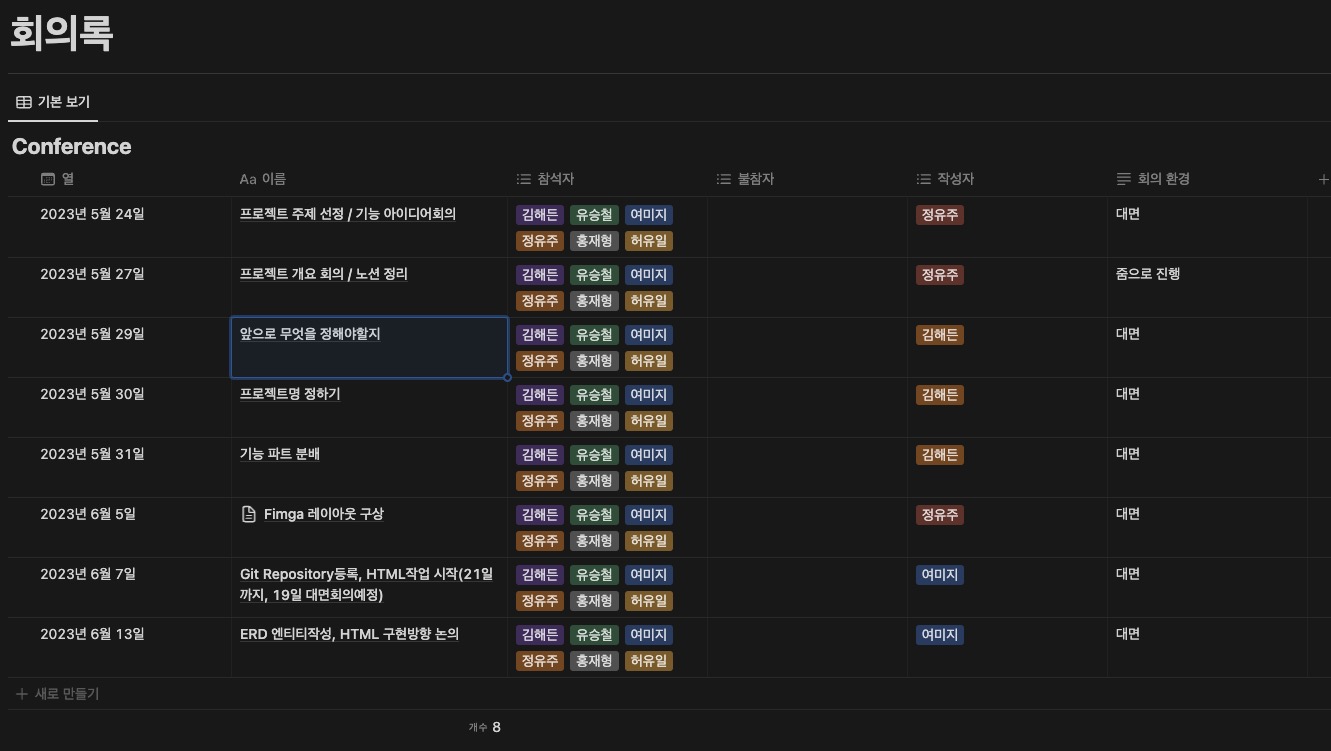 회의록
기본 보기
Conference
열 Aa 이름 참석자 불참자 작성자 회의 환경
2023년 5월 24일 프로젝트 주제 선정 / 기능 아이디어회의 김해든 유승철 여미지 정유주 대면
정유주 홍재형 허유일
2023년 5월 27일 프로젝트 개요 회의 / 노션 정리 김해든 유승철 여미지 정유주 줌으로 진행
정유주 홍재형 허유일
2023년 5월 29일 앞으로 무엇을 정해야할지 김해든 유승철 여미지 김해든 대면
정유주 홍재형 허유일
2023년 5월 30일 프로젝트명 정하기 김해든 유승철 여미지 김해든 대면
정유주 홍재형 허유일
2023년 5월 31일 기능 파트 분배 김해든 유승철 여미지 김해든 대면
정유주 홍재형 허유일
2023년 6월 5일 Fimga 레이아웃 구상 김해든 유승철 여미지 정유주 대면
정유주 홍재형 허유일
2023년 6월 7일 Git Repository등록, HTML작업 시작(21일 김해든 유승철 여미지 여미지 대면
까지, 19일 대면회의예정) 정유주 홍재형 허유일
2023년 6월 13일 ERD 엔티티작성, HTML 구현방향 논의 김해든 유승철 여미지 여미지 대면
정유주 홍재형 허유일
새로 만들기
개수 8